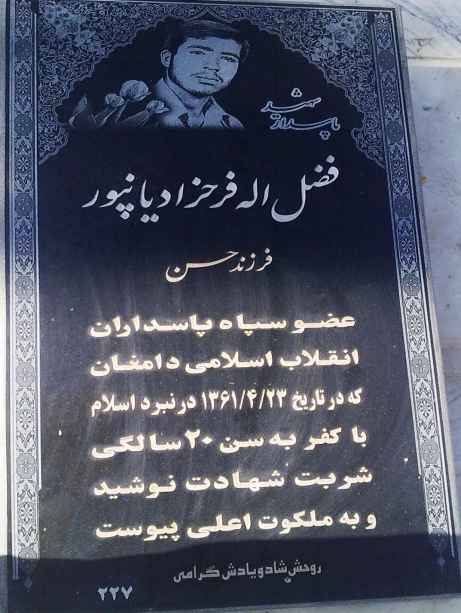 شهید
پاسدار
فضل اله فرحزادیانپور
فرزند حسن
عضو سپاه پاسداران
انقلاب اسلامی دامغان
که در تاریخ ۱۳۶۱/۴/۲۳ در نبرد اسلام
با کفر به سن ۲۰ سالگی
شربت شهادت نوشید
و به ملکوت اعلی پیوست
روحش شاد و یادش گرامی
۲۲۷